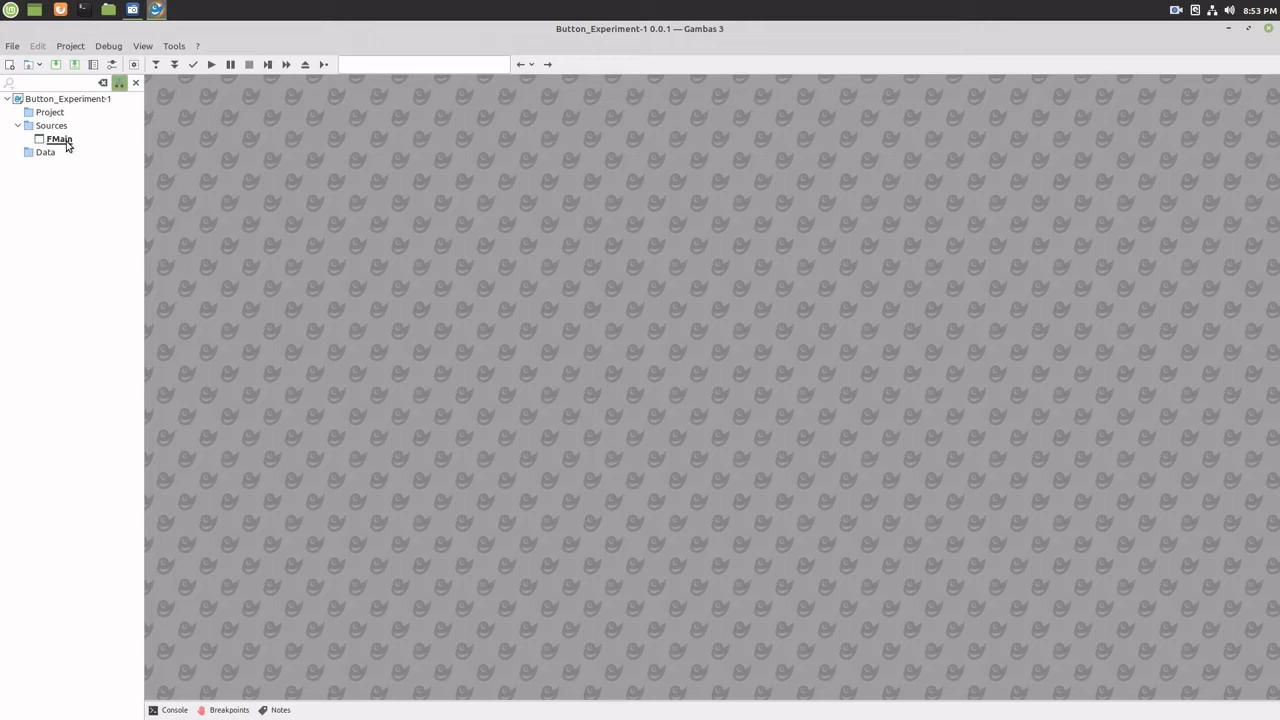 8:53 PM
Button_Experiment-1 0.0.1 — Gambas 3
File Edit Project Debug View Tools ?
Button_Experiment-1
Project
Sources
FMain
Data
Console Breakpoints Notes